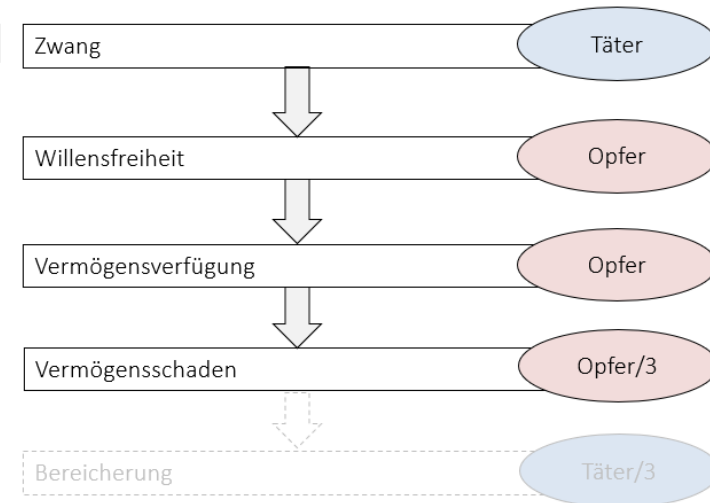 Zwang Täter
Willensfreiheit Opfer
Vermögensverfügung Opfer
Vermögensschaden Opfer/3
Bereicherung Täter/3